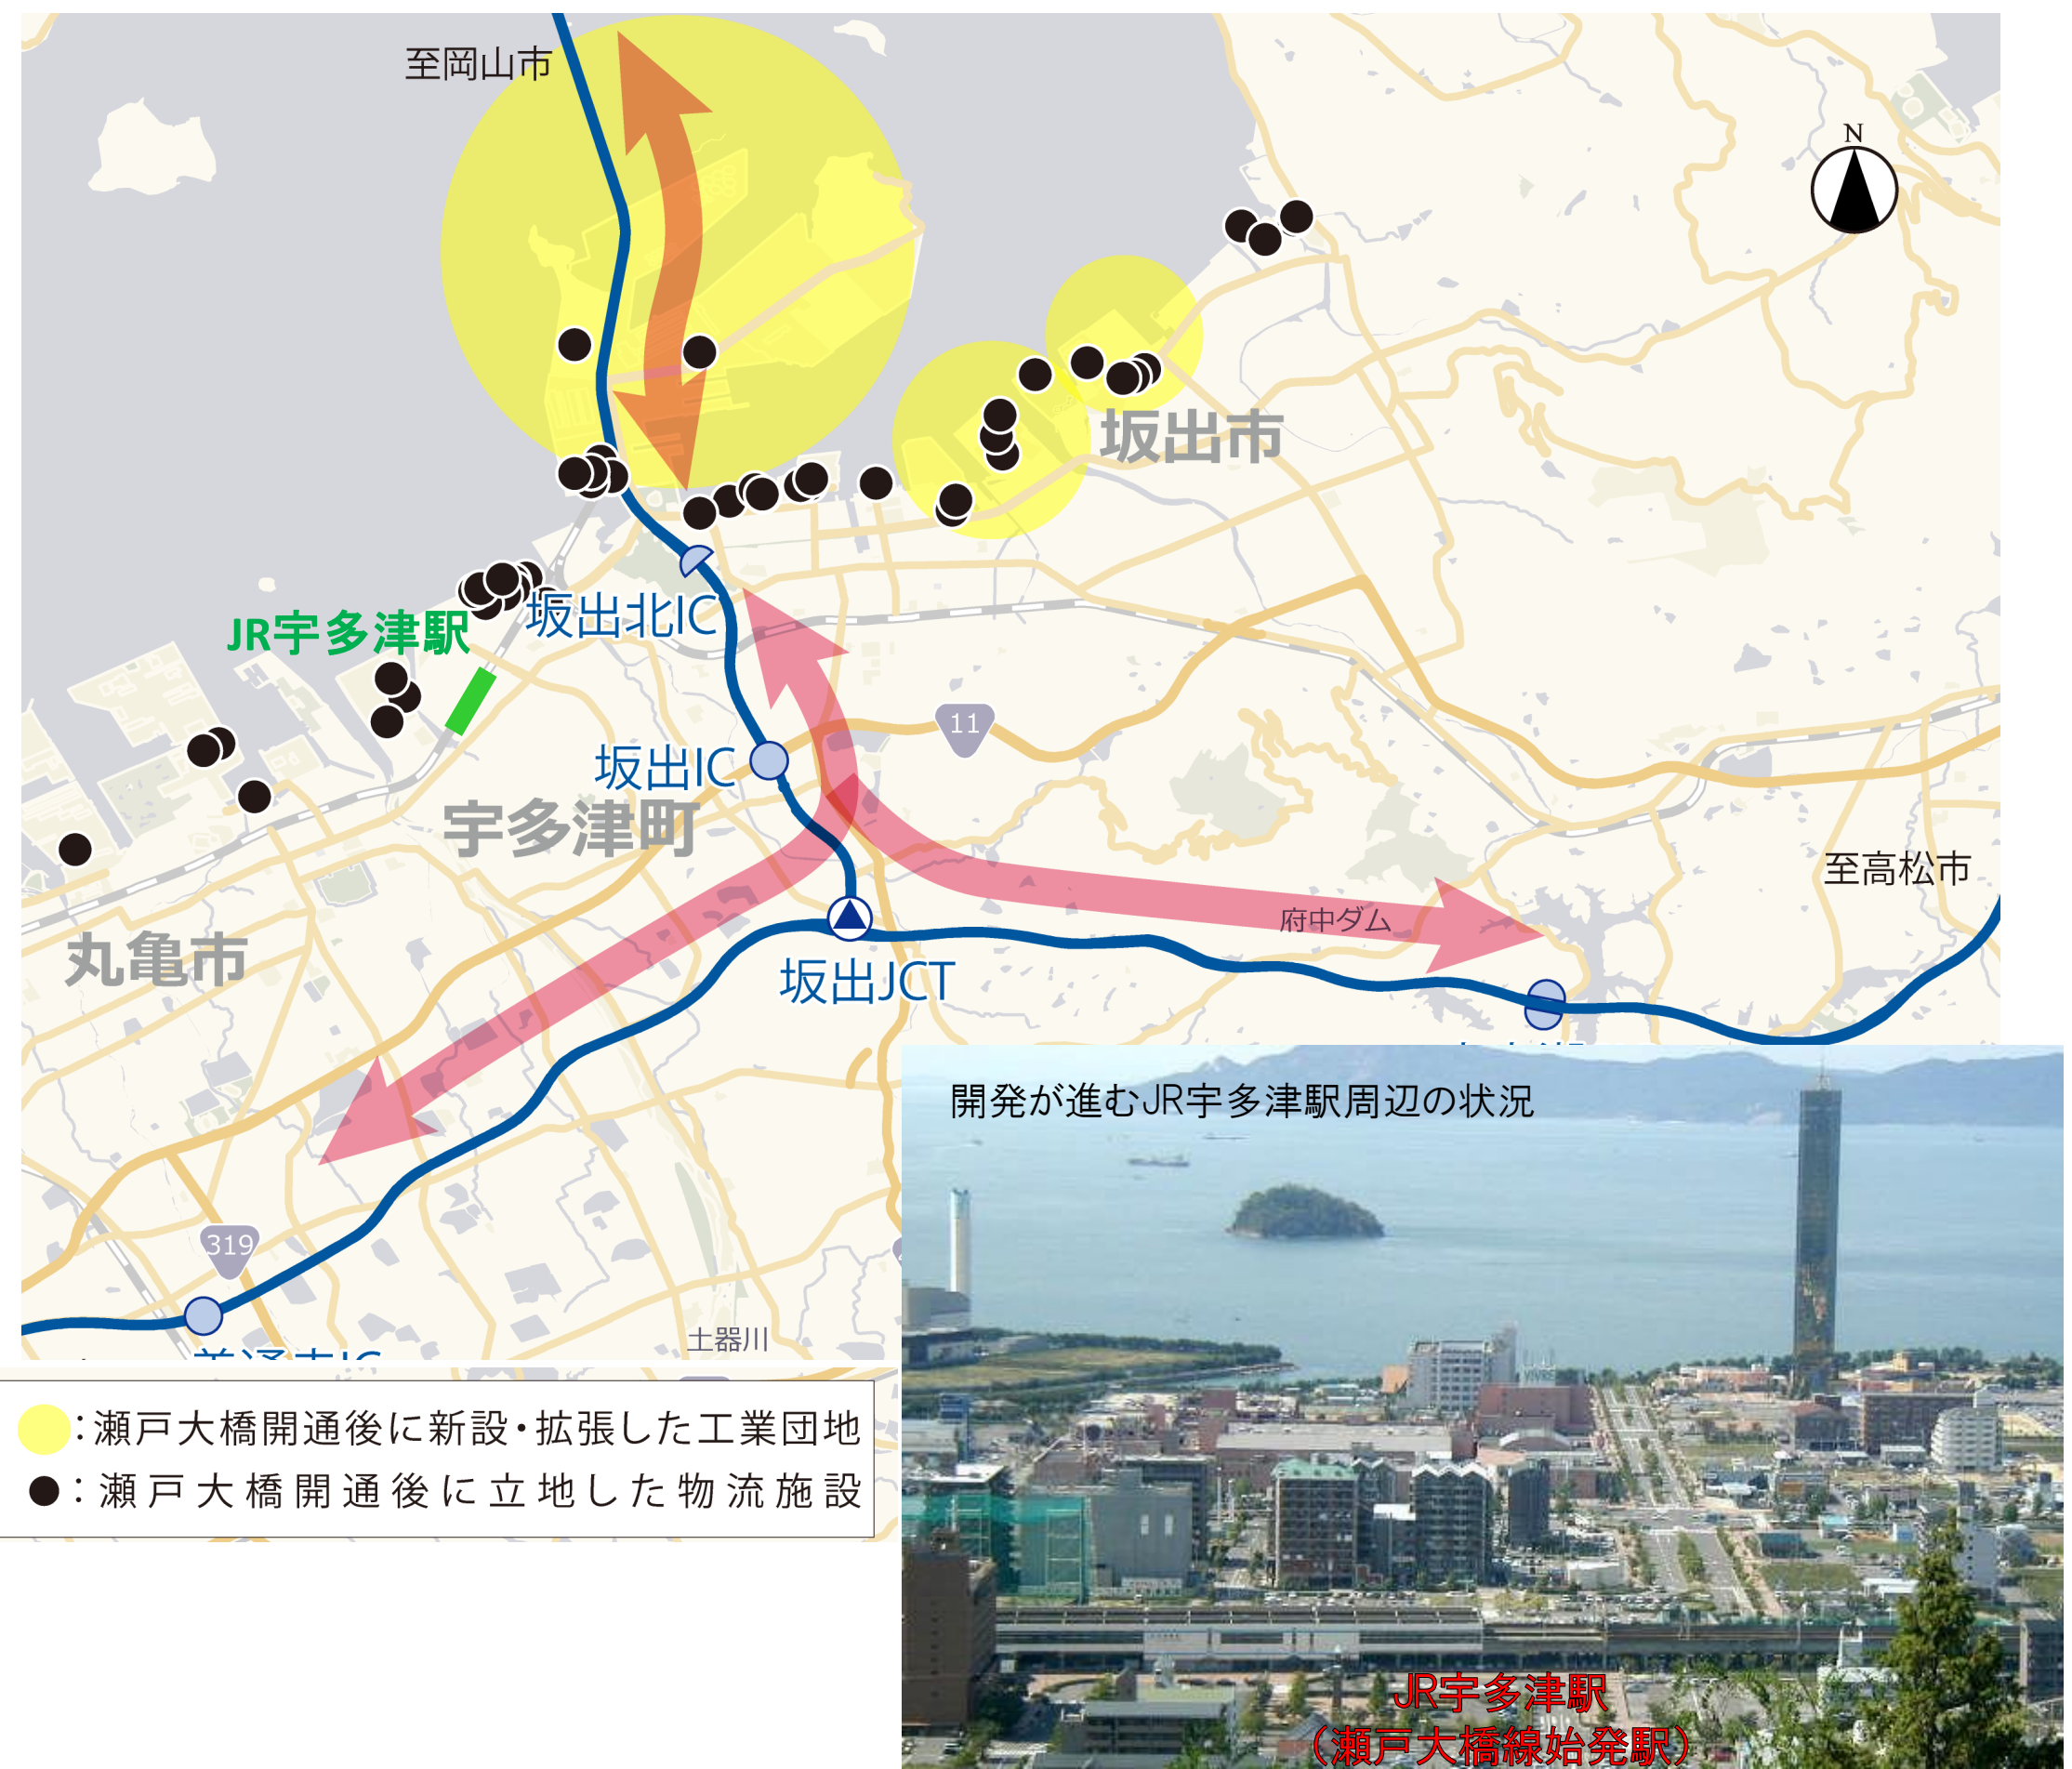 至岡山市
N
坂出市
坂出北IC
JR宇多津駅
11
坂出IC
宇多津町
至高松市
府中ダム
丸亀市
坂出JCT
319
土器川
開発が進むJR宇多津駅周辺の状況
：瀬戸大橋開通後に新設・拡張した工業団地
：瀬戸大橋開通後に立地した物流施設
JR宇多津駅
（瀬戸大橋線始発駅）